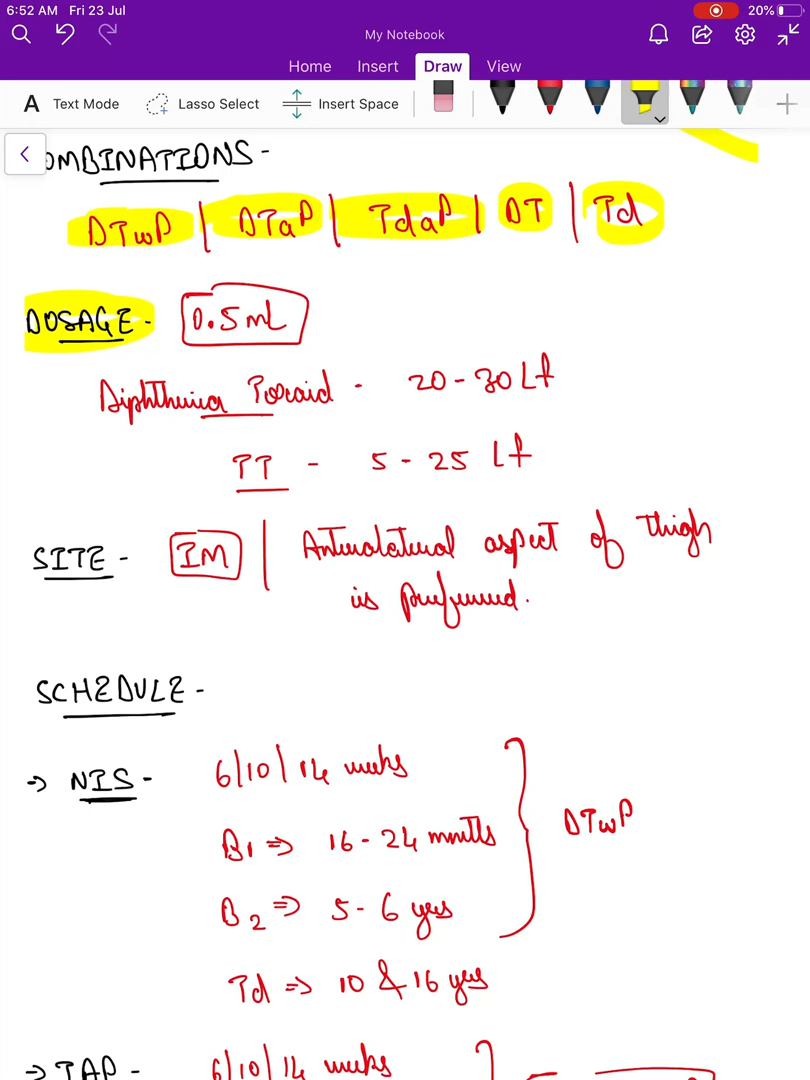 6:52 AM Fri 23 Jul 20%
My Notebook
Home Insert Draw View
A Text Mode Lasso Select Insert Space
OMBINATIONS -
DTwP | DTaP | TdaP | DT | Td
DOSAGE - 0.5 mL
Diphtheria Toxoid - 20-30 Lf
TT - 5-25 Lf
SITE - IM | Anterolateral aspect of thigh
is preferred.
SCHEDULE -
→ NIS - 6/10/14 weeks
B1 ⇒ 16-24 months
DTwP
B2 ⇒ 5-6 yrs
Td ⇒ 10 & 16 yrs
→ IAP - 6/10/14 weeks